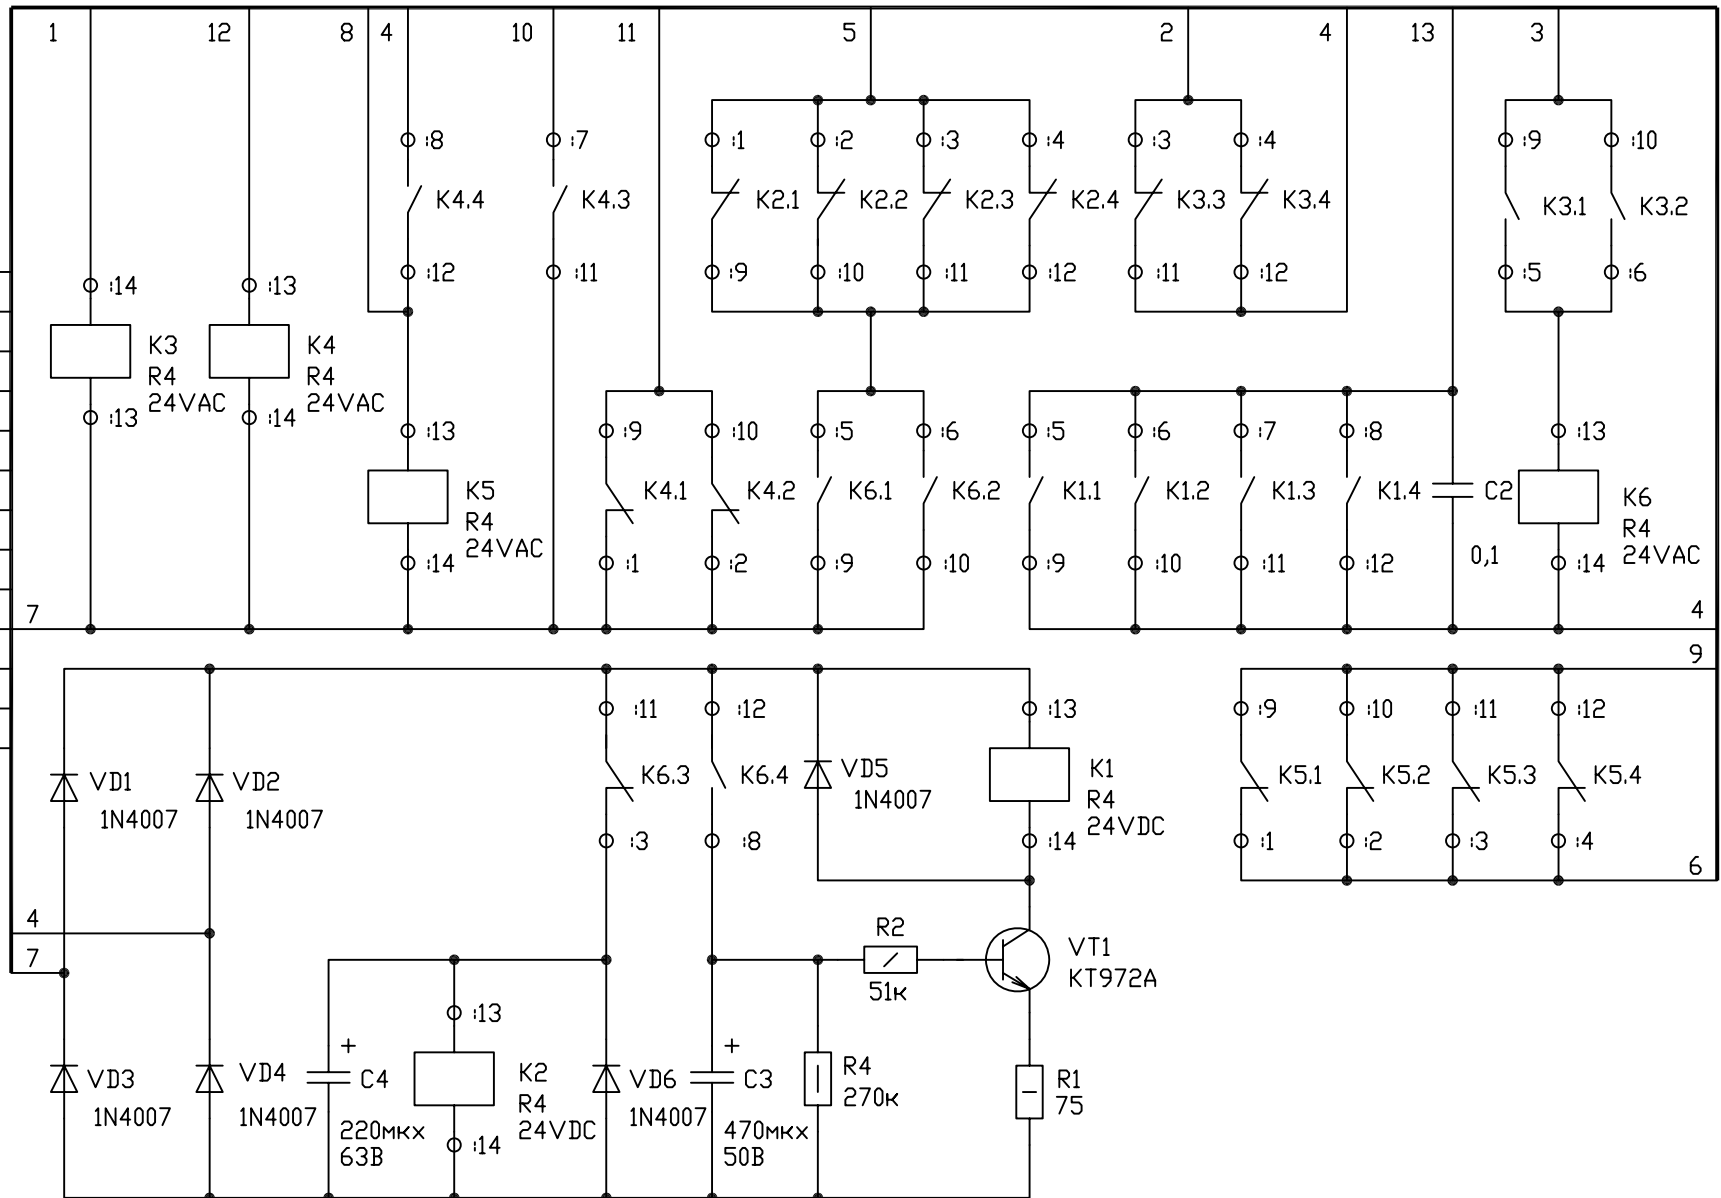 1 12 8 4 10 11 5 2 4 13 3
:8 :7 :1 :2 :3 :4 :3 :4 :9 :10
K4.4 K4.3 K2.1 K2.2 K2.3 K2.4 K3.3 K3.4 K3.1 K3.2
:12 :11 :9 :10 :11 :12 :11 :12 :5 :6
:14 :13
K3 K4
R4 R4
24VAC 24VAC
:13 :14
:13 :9 :10 :5 :6 :5 :6 :7 :8 :13
K5 K4.1 K4.2 K6.1 K6.2 K1.1 K1.2 K1.3 K1.4 C2 K6
R4 R4
24VAC 0,1 24VAC
:14 :1 :2 :9 :10 :9 :10 :11 :12 :14
7 4
9
:11 :12 :13 :9 :10 :11 :12
VD1 VD2 K6.3 K6.4 VD5 K1 K5.1 K5.2 K5.3 K5.4
1N4007 1N4007 1N4007 R4
24VDC
:3 :8 :14 :1 :2 :3 :4
6
4
7
R2 VT1
51к КТ972А
:13
+ +
VD3 VD4 C4 K2 VD6 C3 R4 R1
1N4007 1N4007 R4 1N4007 270к 75
220мкх 24VDC 470мкх
63В :14 50В